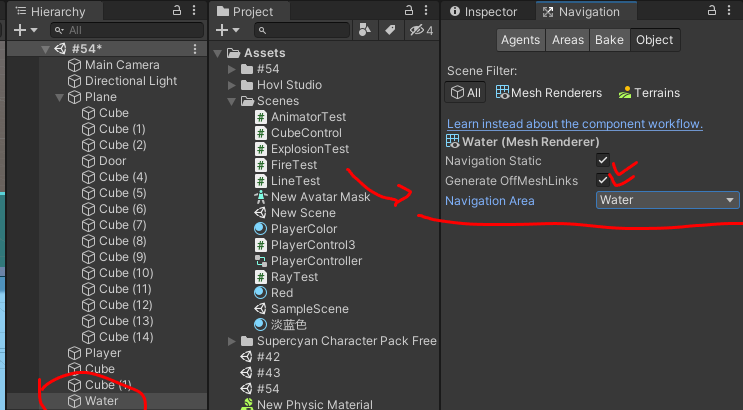 Hierarchy
All
#54*
Main Camera
Directional Light
Plane
Cube
Cube (1)
Cube (2)
Door
Cube (4)
Cube (5)
Cube (6)
Cube (7)
Cube (8)
Cube (9)
Cube (10)
Cube (11)
Cube (12)
Cube (13)
Cube (14)
Player
Cube
Cube (1)
Water
Project
4
Assets
#54
Hovl Studio
Scenes
AnimatorTest
CubeControl
ExplosionTest
FireTest
LineTest
New Avatar Mask
New Scene
PlayerColor
PlayerControl3
PlayerController
RayTest
Red
SampleScene
淡蓝色
Supercyan Character Pack Free
#42
#43
#54
New Physic Material
Inspector
Navigation
Agents Areas Bake Object
Scene Filter:
All Mesh Renderers Terrains
Learn instead about the component workflow.
Water (Mesh Renderer)
Navigation Static
Generate OffMeshLinks
Navigation Area Water